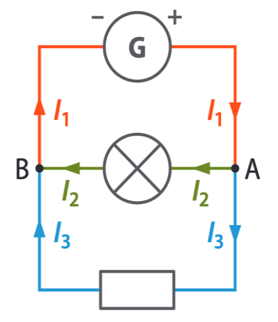 − +
G
I₁ I₁
B A
I₂ I₂
I₃ I₃